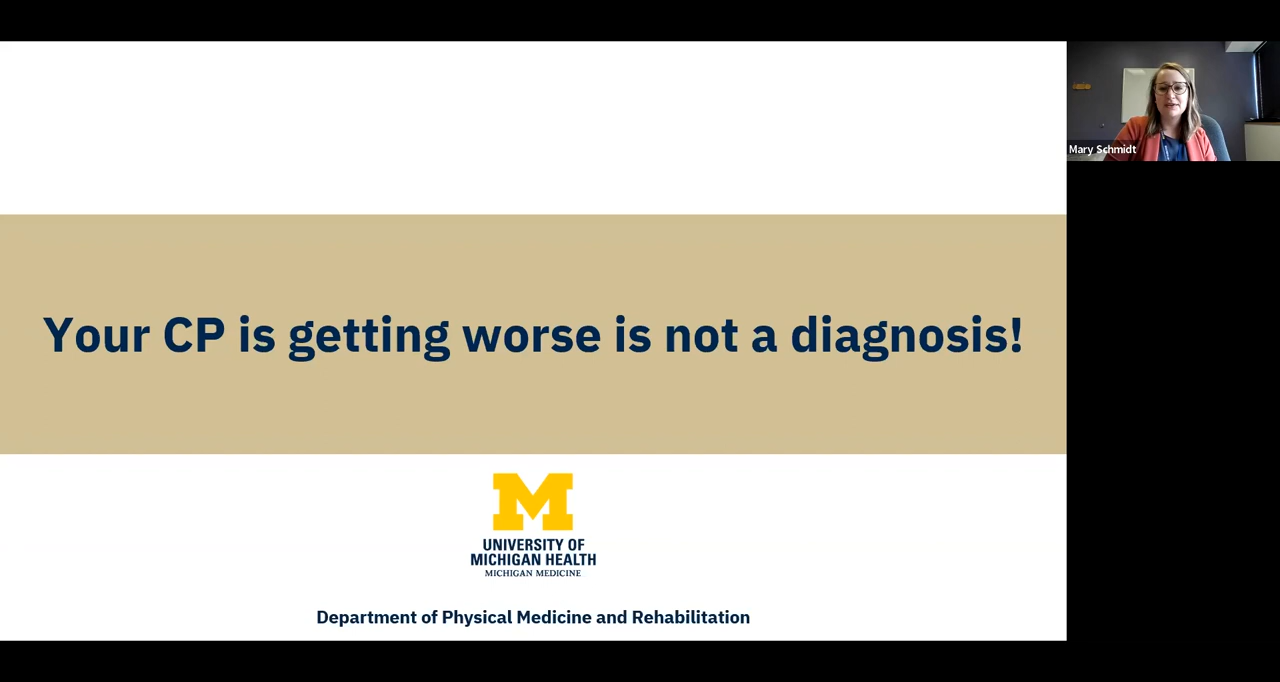 Mary Schmidt
Your CP is getting worse is not a diagnosis!
UNIVERSITY OF
MICHIGAN HEALTH
MICHIGAN MEDICINE
Department of Physical Medicine and Rehabilitation